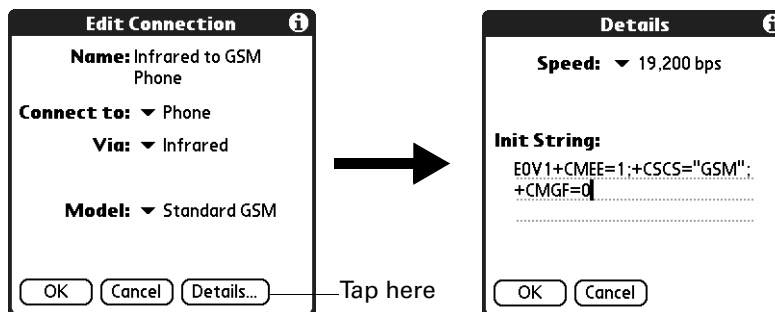 Edit Connection
Name: Infrared to GSM
Phone
Connect to: Phone
Via: Infrared
Model: Standard GSM
OK Cancel Details...
Tap here
Details
Speed: 19,200 bps
Init String:
E0V1+CMEE=1;+CSCS="GSM";
+CMGF=0
OK Cancel